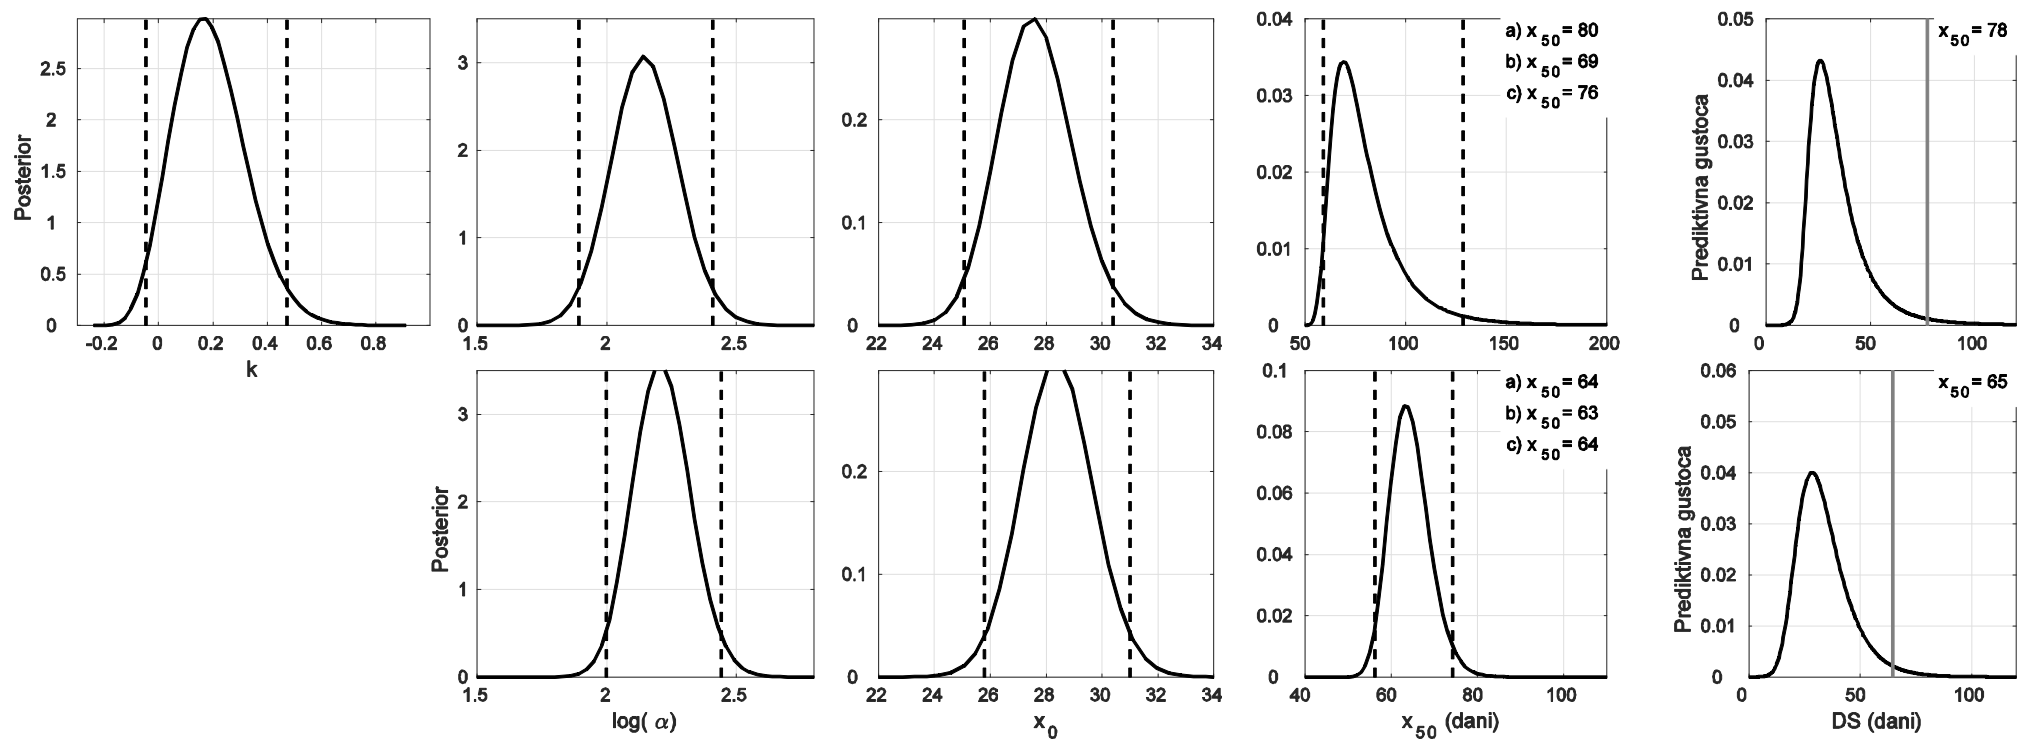 Posterior
2.5
2
1.5
1
0.5
0
-0.2 0 0.2 0.4 0.6 0.8
k
3
2
1
0
1.5 2 2.5
0.2
0.1
0
22 24 26 28 30 32 34
0.04
0.03
0.02
0.01
0
50 100 150 200
a) x50= 80
b) x50= 69
c) x50= 76
Prediktivna gustoca
0.05
0.04
0.03
0.02
0.01
0
0 50 100
x50= 78
Posterior
3
2
1
0
1.5 2 2.5
log( α)
0.2
0.1
0
22 24 26 28 30 32 34
x0
0.1
0.08
0.06
0.04
0.02
0
40 60 80 100
x50 (dani)
a) x50= 64
b) x50= 63
c) x50= 64
Prediktivna gustoca
0.06
0.05
0.04
0.03
0.02
0.01
0
0 50 100
DS (dani)
x50= 65